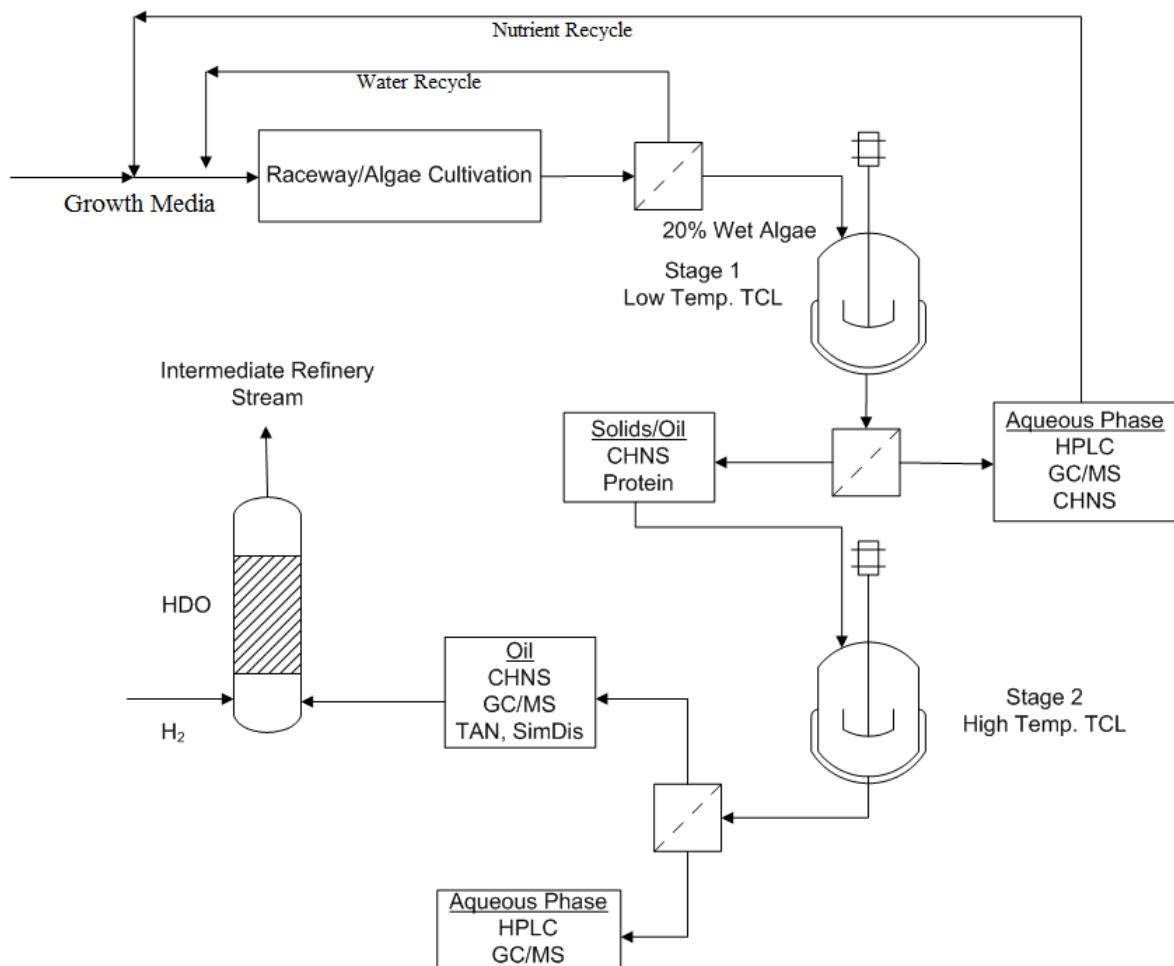 Nutrient Recycle
Water Recycle
Raceway/Algae Cultivation
Growth Media
20% Wet Algae
Stage 1
Low Temp. TCL
Intermediate Refinery
Stream
Solids/Oil
CHNS
Protein
Aqueous Phase
HPLC
GC/MS
CHNS
HDO
H₂
Oil
CHNS
GC/MS
TAN, SimDis
Stage 2
High Temp. TCL
Aqueous Phase
HPLC
GC/MS